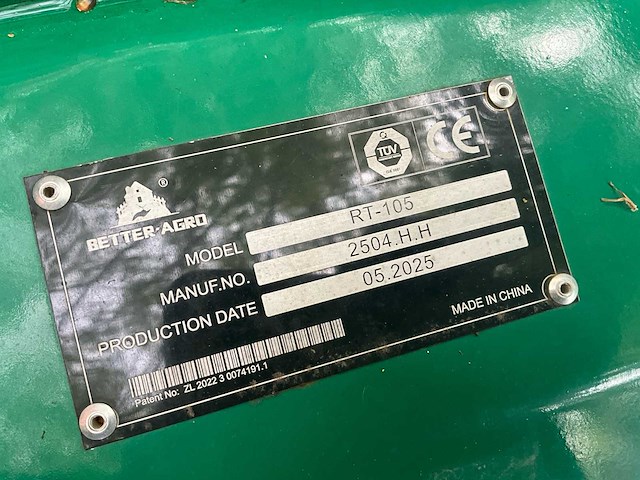 TÜV
CE
®
BETTER-AGRO
MODEL RT-105
MANUF.NO. 2504.H.H
PRODUCTION DATE 05.2025
MADE IN CHINA
Patent No: ZL 2022 3 0074191.1